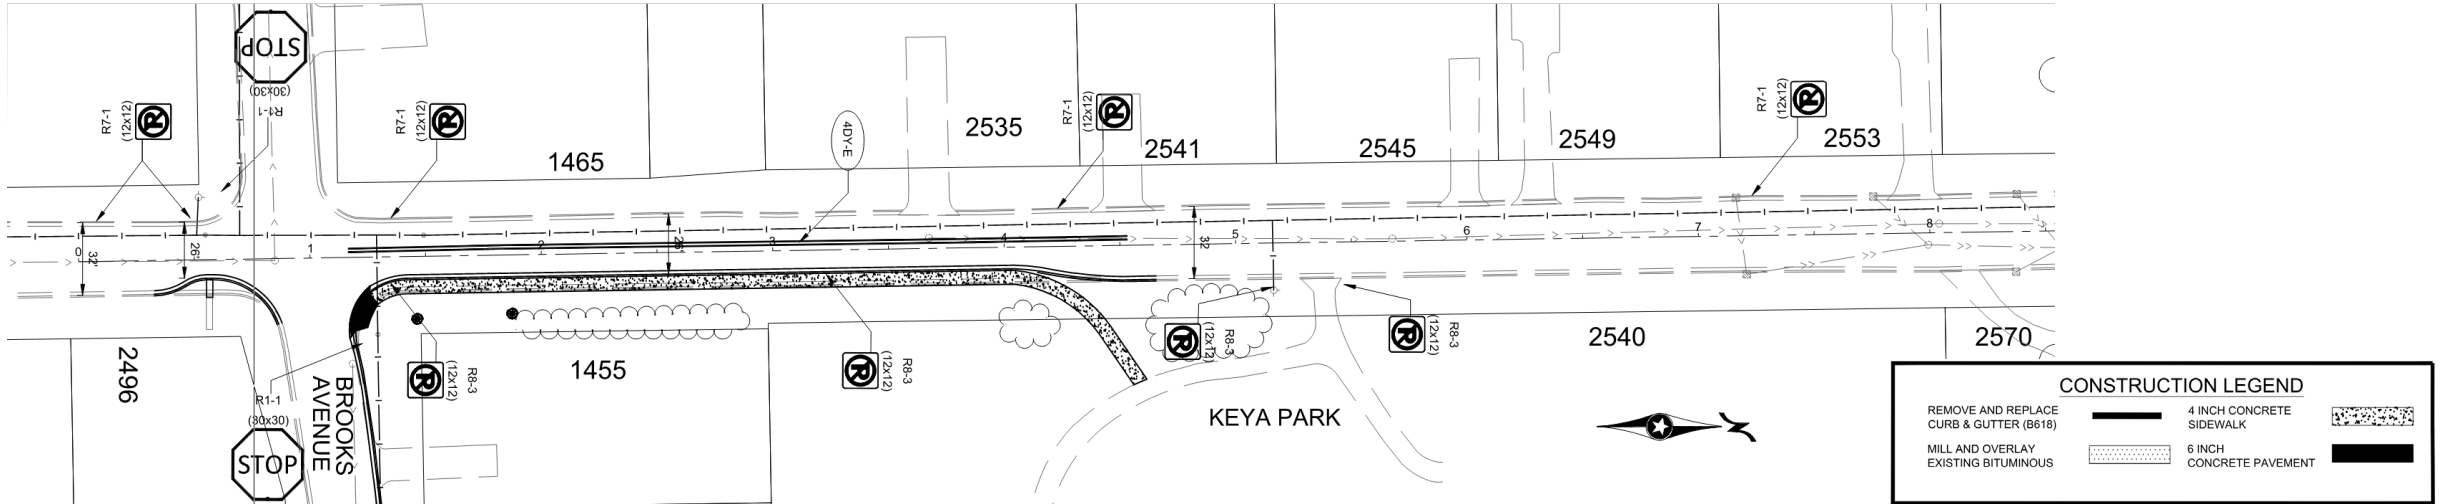 STOP
(30x30)
R1-1
R7-1
(12x12)
R7-1
(12x12)
1465
4DY-E
2535
R7-1
(12x12)
2541
2545
2549
R7-1
(12x12)
2553
0
32'
26'
1
2
26'
3
4
32
5
6
7
8
2496
BROOKS
AVENUE
R1-1
(30x30)
STOP
R8-3
(12x12)
1455
R8-3
(12x12)
R8-3
(12x12)
R8-3
(12x12)
KEYA PARK
2540
2570
N
CONSTRUCTION LEGEND
REMOVE AND REPLACE
CURB & GUTTER (B618)
4 INCH CONCRETE
SIDEWALK
MILL AND OVERLAY
EXISTING BITUMINOUS
6 INCH
CONCRETE PAVEMENT